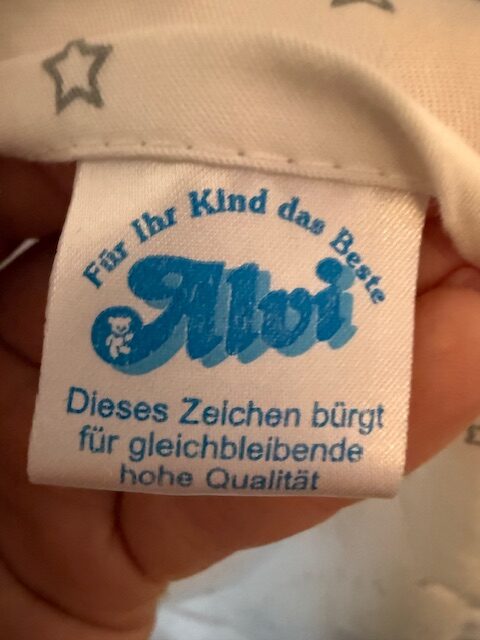 Für Ihr Kind das Beste
Alvi
Dieses Zeichen bürgt
für gleichbleibende
hohe Qualität